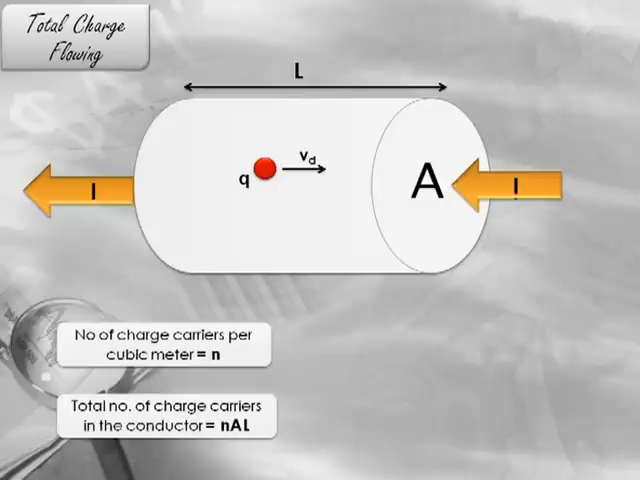 Total Charge
Flowing
L
q
vd
A
I
I
No of charge carriers per
cubic meter = n
Total no. of charge carriers
in the conductor = nAL